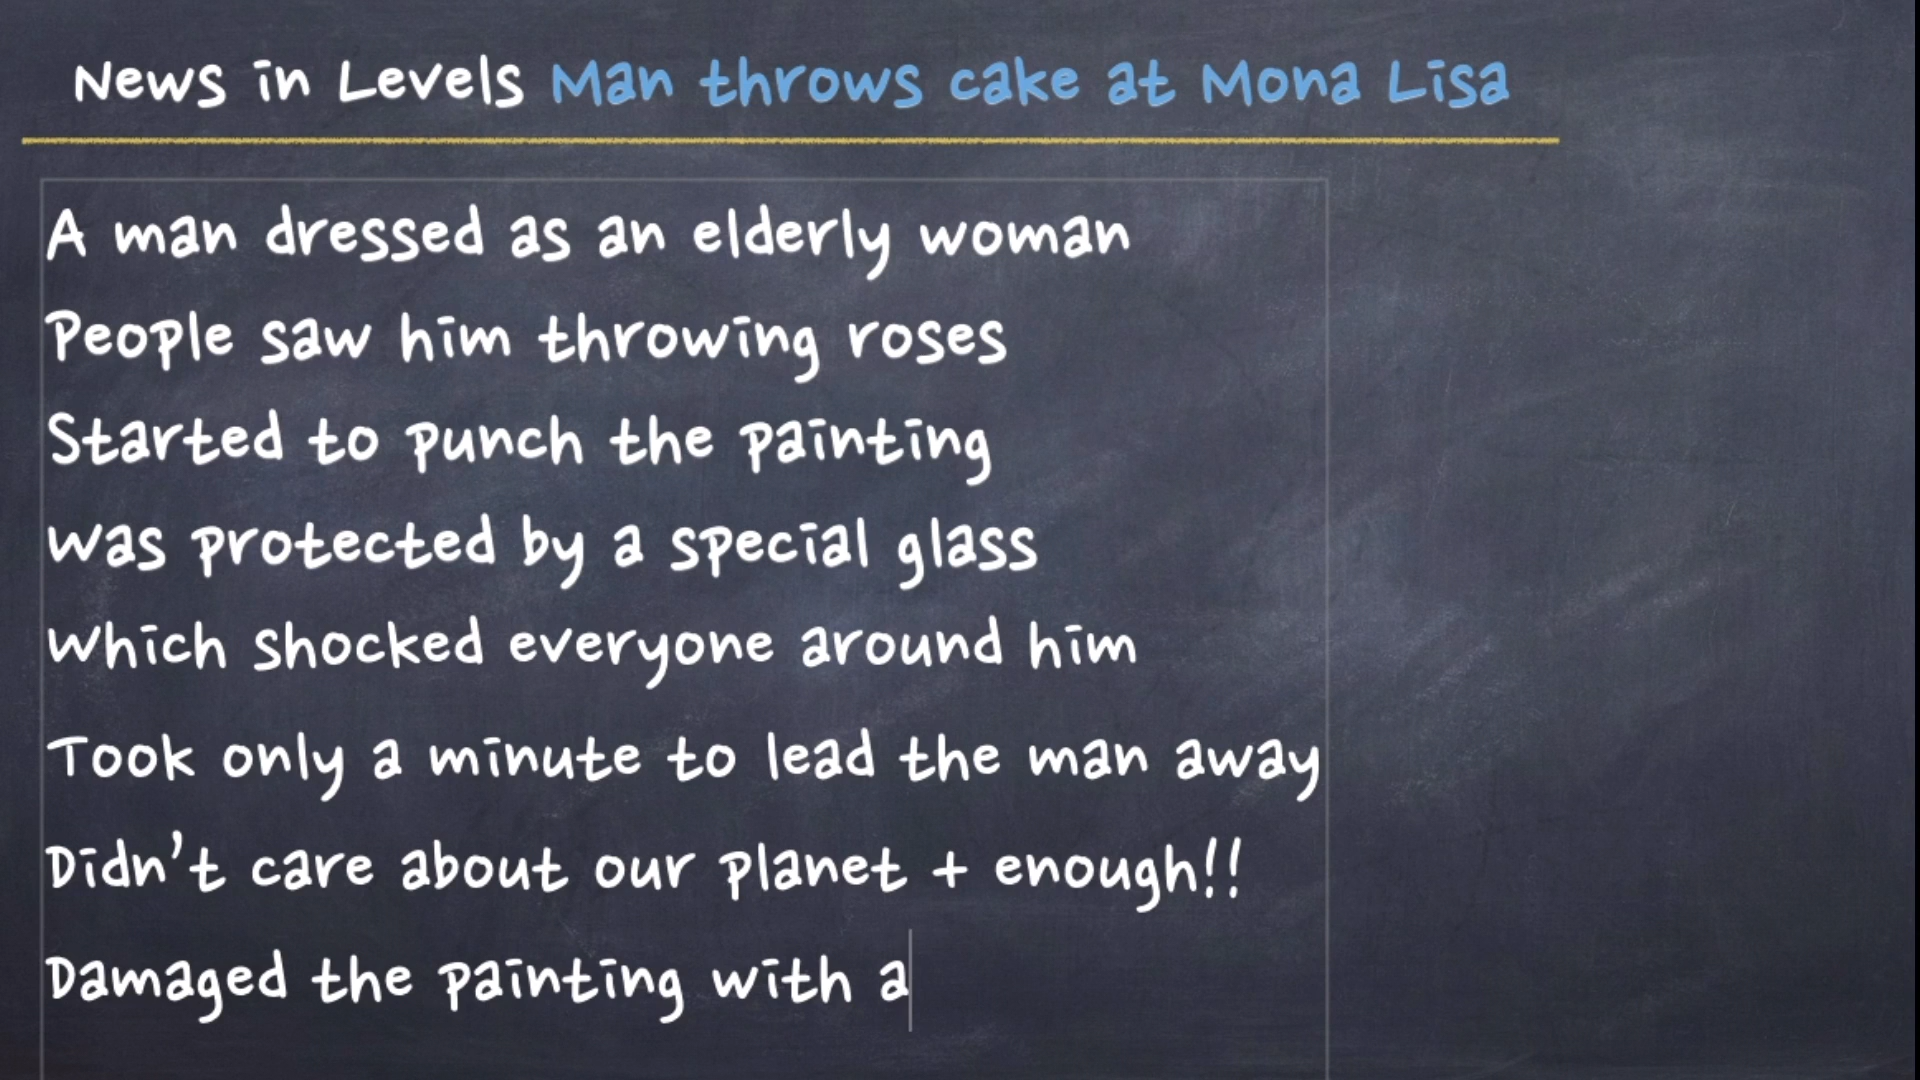 News in Levels Man throws cake at Mona Lisa
A man dressed as an elderly woman
People saw him throwing roses
Started to punch the painting
Was protected by a special glass
Which shocked everyone around him
Took only a minute to lead the man away
Didn't care about our planet + enough!!
Damaged the painting with a